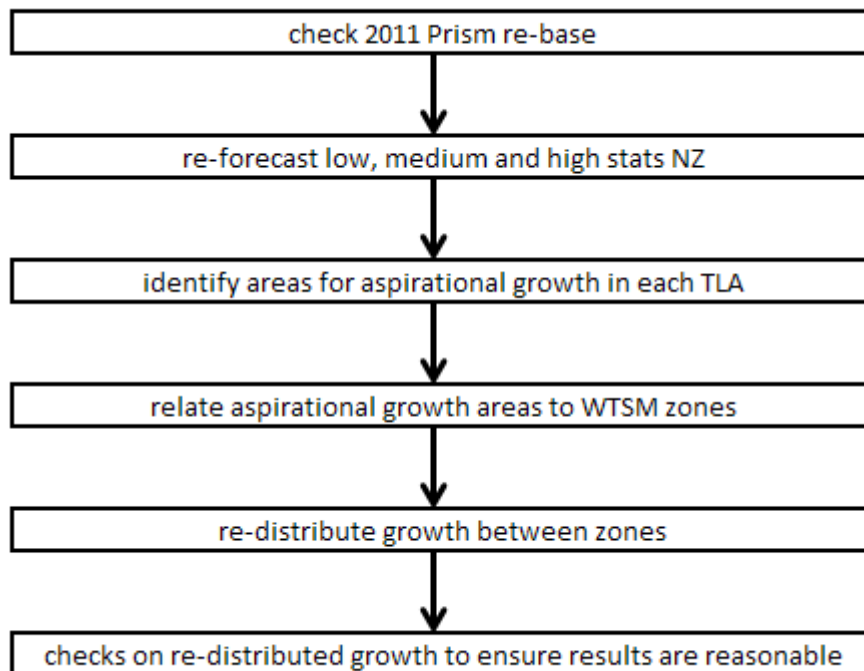 check 2011 Prism re-base
re-forecast low, medium and high stats NZ
identify areas for aspirational growth in each TLA
relate aspirational growth areas to WTSM zones
re-distribute growth between zones
checks on re-distributed growth to ensure results are reasonable